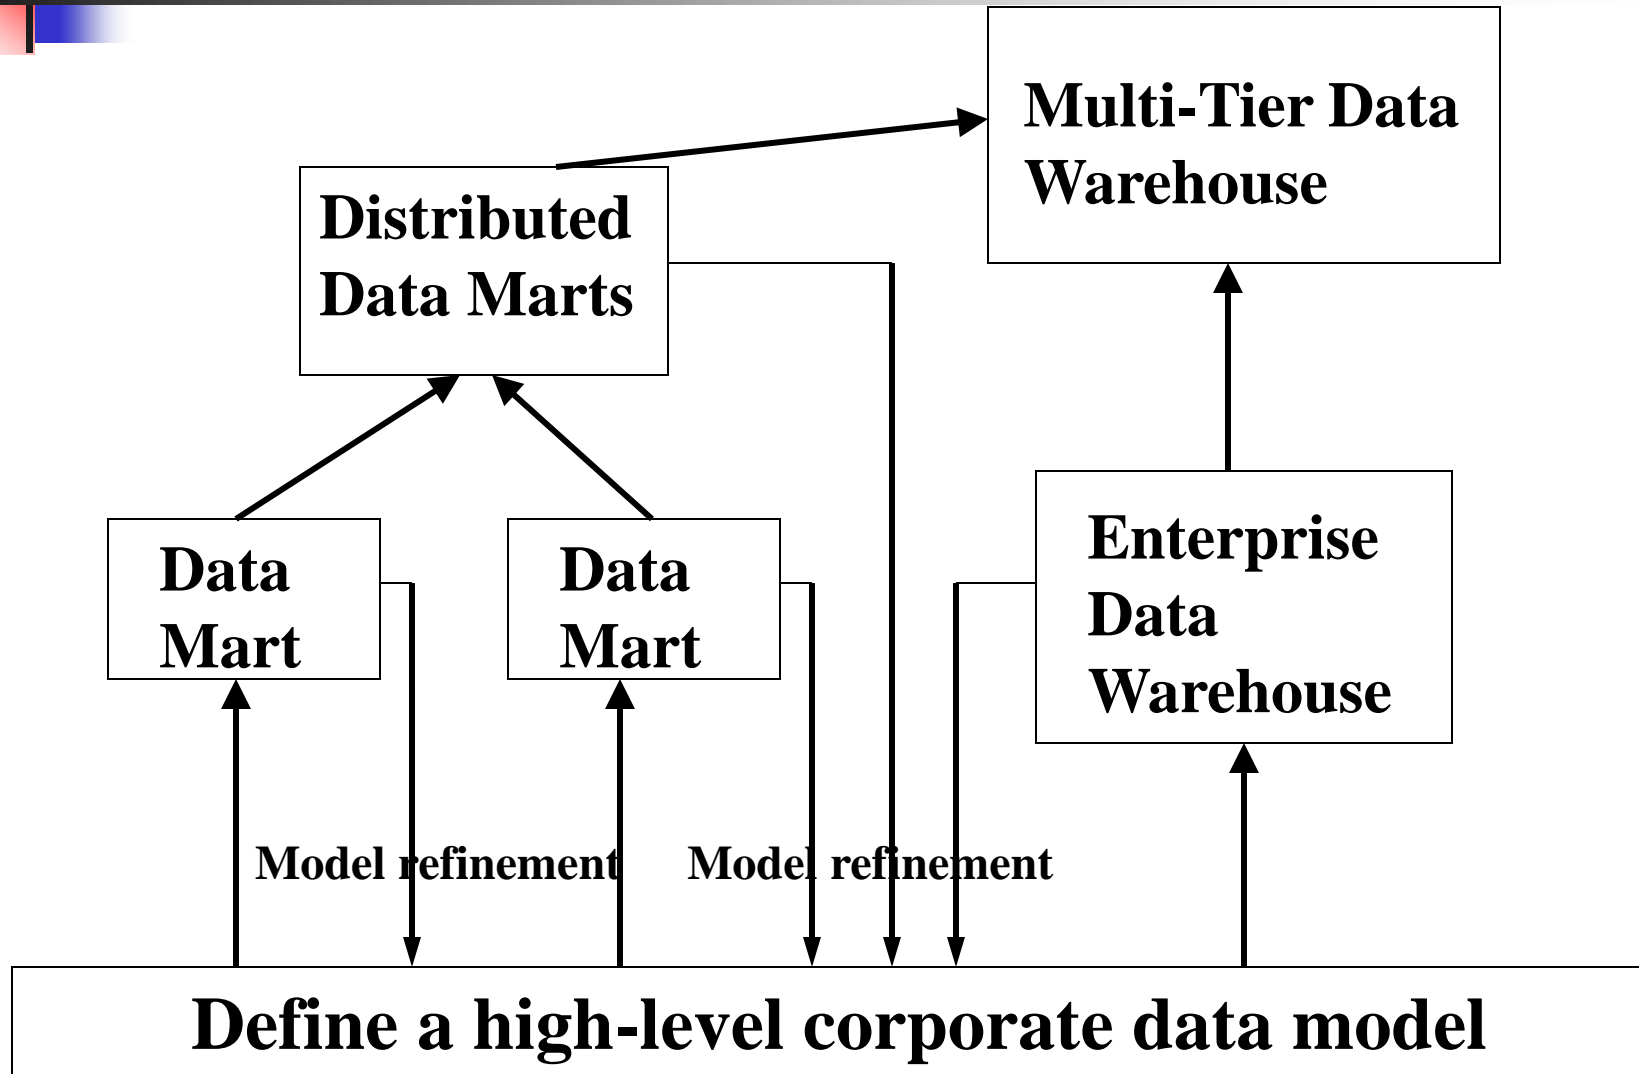 Multi-Tier Data
Warehouse
Distributed
Data Marts
Data
Mart
Data
Mart
Enterprise
Data
Warehouse
Model refinement
Model refinement
Define a high-level corporate data model